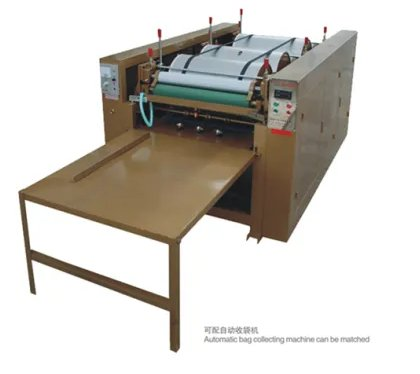 可配自动收袋机
Automatic bag collecting machine can be matched